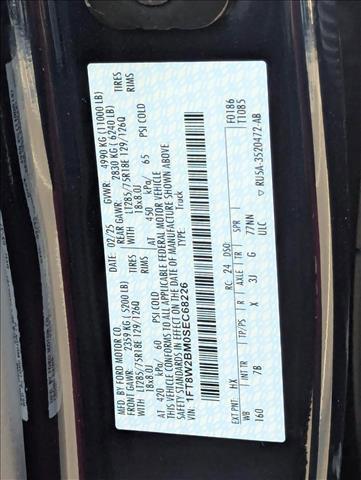 MFD. BY FORD MOTOR CO.
DATE: 02/25 GVWR: 4990 KG (11000 LB)
FRONT GAWR: 2359 KG (5200 LB) REAR GAWR: 2830 KG (6240 LB)
WITH LT285/75R18E 129/126Q TIRES WITH LT285/75R18E 129/126Q TIRES
18x8.0J RIMS 18x8.0J RIMS
AT 420 kPa/ 60 PSI COLD AT 450 kPa/ 65 PSI COLD
THIS VEHICLE CONFORMS TO ALL APPLICABLE FEDERAL MOTOR VEHICLE
SAFETY STANDARDS IN EFFECT ON THE DATE OF MANUFACTURE SHOWN ABOVE
VIN: 1FT8W2BM0SEC68226
TYPE: Truck
F0186
T1085
EXT PNT: HX RC: 24 DSO:
WB INT TR TP/PS R AXLE TR SPR
160 7B X 3J G 77NN
ULC
▽ RU5A-3520472-AB